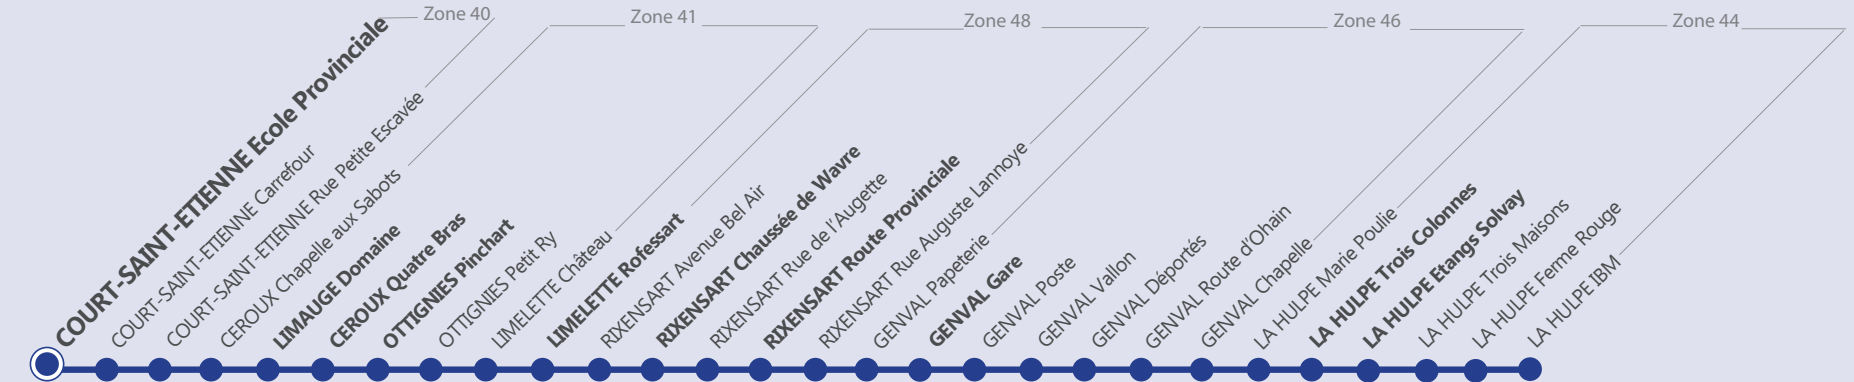 Zone 40
Zone 41
Zone 48
Zone 46
Zone 44
COURT-SAINT-ETIENNE Ecole Provinciale
COURT-SAINT-ETIENNE Carrefour
COURT-SAINT-ETIENNE Rue Petite Escavée
CEROUX Chapelle aux Sabots
LIMAUGE Domaine
CEROUX Quatre Bras
OTTIGNIES Pinchart
OTTIGNIES Petit Ry
LIMELETTE Château
LIMELETTE Rofessart
RIXENSART Avenue Bel Air
RIXENSART Chaussée de Wavre
RIXENSART Rue de l'Augette
RIXENSART Route Provinciale
RIXENSART Rue Auguste Lannoye
GENVAL Papeterie
GENVAL Gare
GENVAL Poste
GENVAL Vallon
GENVAL Déportés
GENVAL Route d'Ohain
GENVAL Chapelle
LA HULPE Marie Poulie
LA HULPE Trois Colonnes
LA HULPE Etangs Solvay
LA HULPE Trois Maisons
LA HULPE Ferme Rouge
LA HULPE IBM